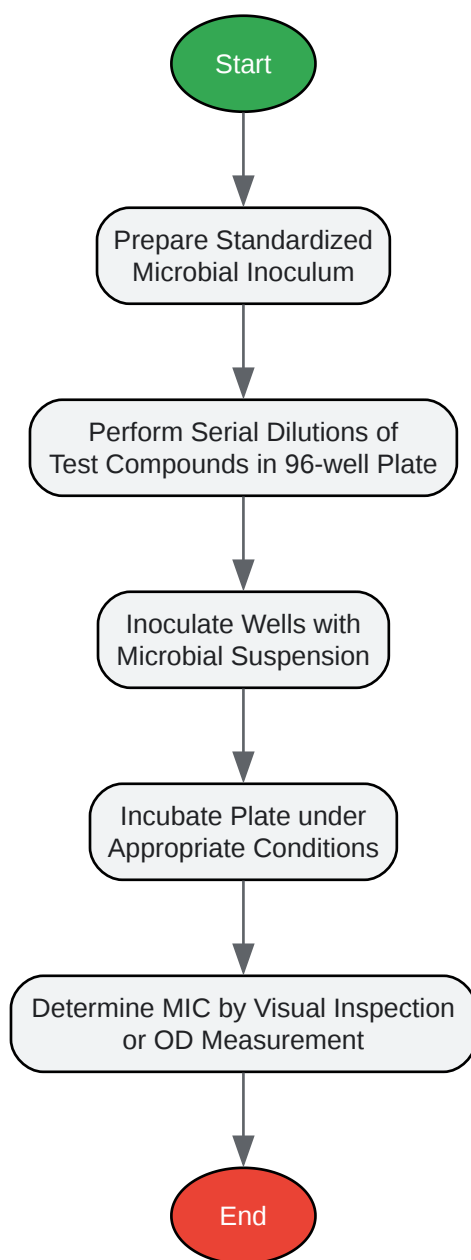 Start
Prepare Standardized
Microbial Inoculum
Perform Serial Dilutions of
Test Compounds in 96-well Plate
Inoculate Wells with
Microbial Suspension
Incubate Plate under
Appropriate Conditions
Determine MIC by Visual Inspection
or OD Measurement
End